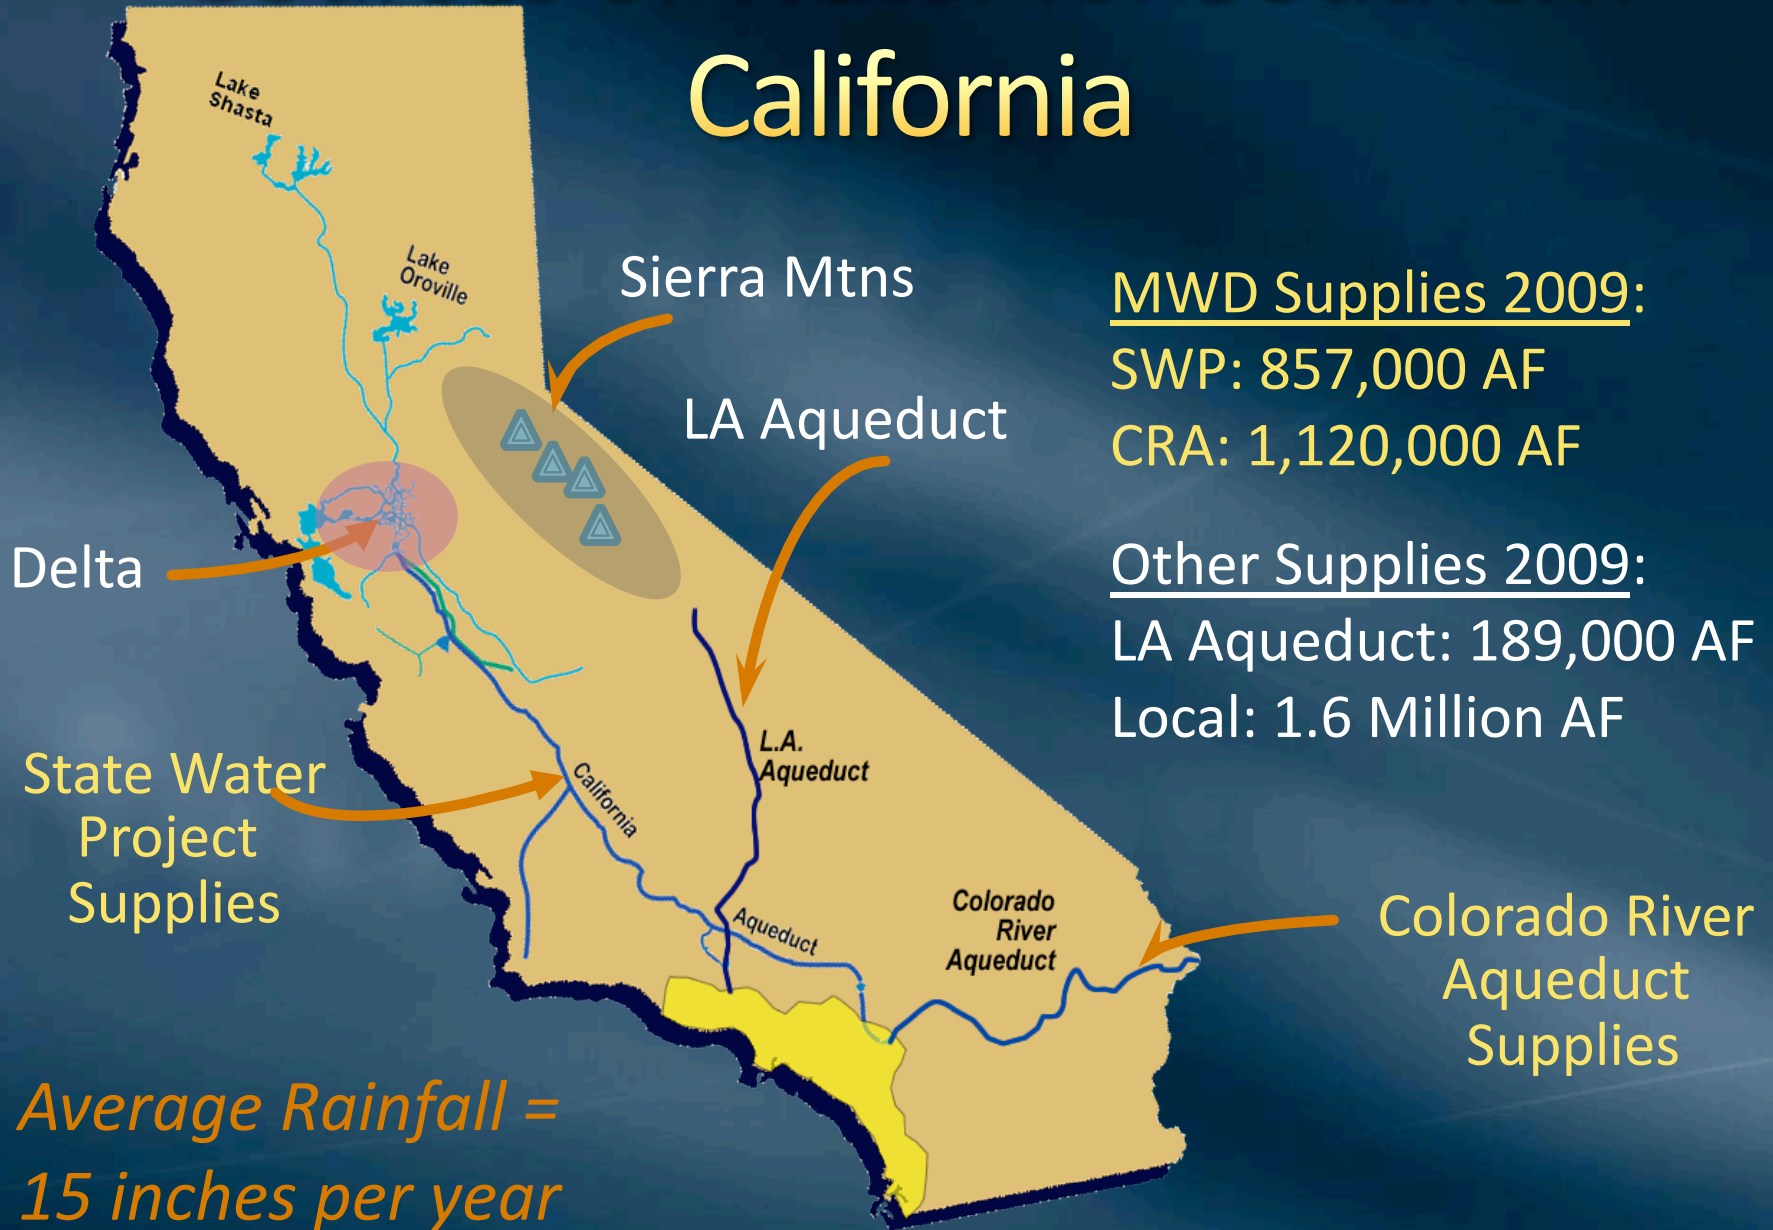 California
Lake
Shasta
Lake
Oroville
Sierra Mtns
LA Aqueduct
MWD Supplies 2009:
SWP: 857,000 AF
CRA: 1,120,000 AF
Other Supplies 2009:
LA Aqueduct: 189,000 AF
Local: 1.6 Million AF
Delta
State Water
Project
Supplies
California
Aqueduct
L.A.
Aqueduct
Colorado
River
Aqueduct
Colorado River
Aqueduct
Supplies
Average Rainfall =
15 inches per year